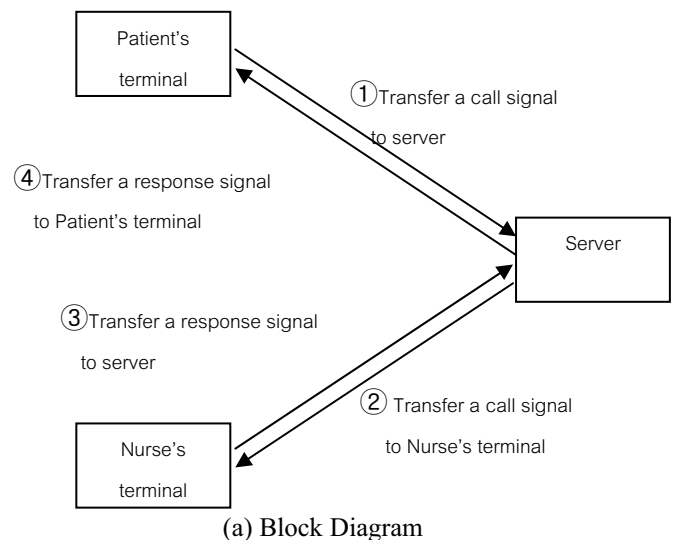 Patient's
terminal
①Transfer a call signal
to server
④Transfer a response signal
to Patient's terminal
Server
③Transfer a response signal
to server
② Transfer a call signal
to Nurse's terminal
Nurse's
terminal
(a) Block Diagram